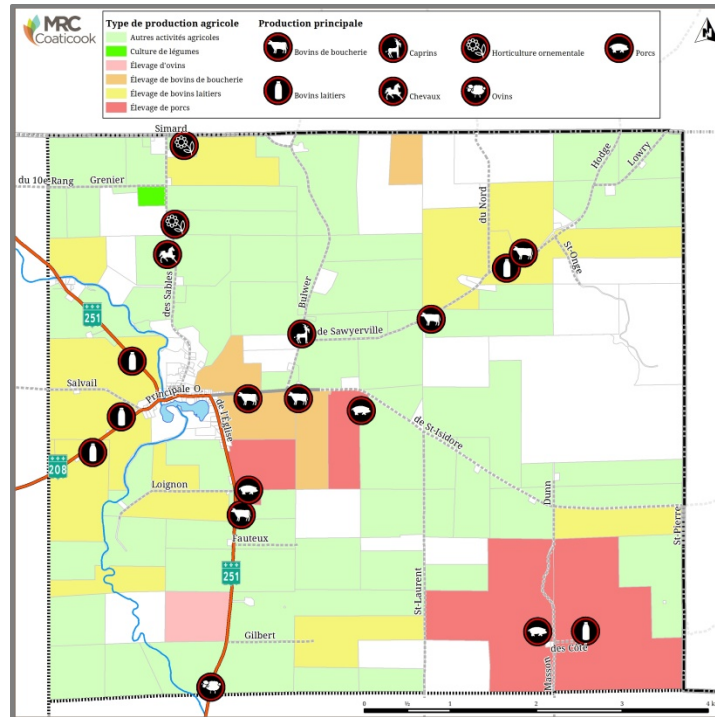 MRC
Coaticook
Type de production agricole
Autres activités agricoles
Culture de légumes
Élevage d'ovins
Élevage de bovins de boucherie
Élevage de bovins laitiers
Élevage de porcs
Production principale
Bovins de boucherie
Caprins
Horticulture ornementale
Porcs
Bovins laitiers
Chevaux
Ovins
N
Simard
du 10e Rang
Grenier
des Sables
Bulwer
du Nord
Hodge
Lowry
St-Onge
251
de Sawyerville
Salvail
Principale O.
de l'Église
de St-Isidore
208
Loignon
Dunn
St-Pierre
Fauteux
251
St-Laurent
Gilbert
des Côté
Masson
0
½
1
2
3
4 k